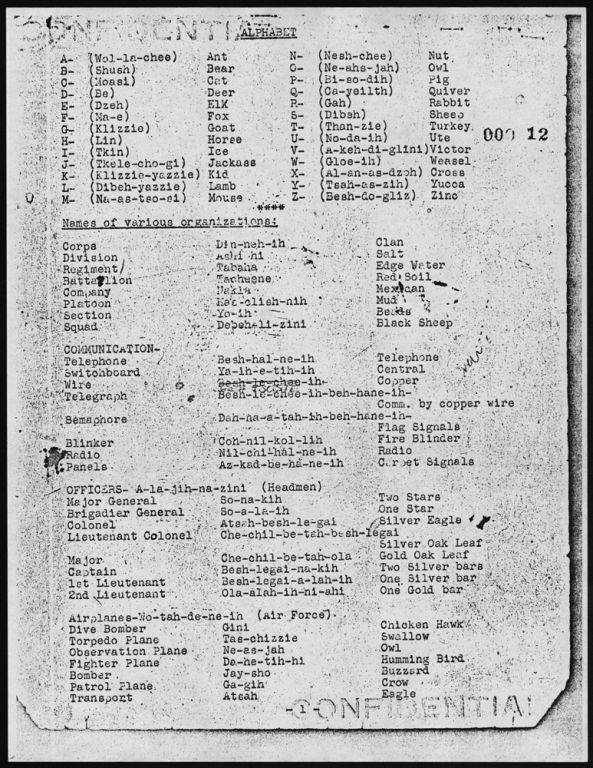 CONFIDENTIAL
ALPHABET
A- (Wol-la-chee) Ant N- (Nesh-chee) Nut
B- (Shush) Bear O- (Ne-ahs-jah) Owl
C- (Moasi) Cat P- (Bi-so-dih) Pig
D- (Be) Deer Q- (Ca-yeilth) Quiver
E- (Dzeh) Elk R- (Gah) Rabbit
F- (Ma-e) Fox S- (Dibeh) Sheep
G- (Klizzie) Goat T- (Than-zie) Turkey
H- (Lin) Horse U- (No-da-ih) Ute
000 12
I- (Tkin) Ice V- (A-keh-di-glini) Victor
J- (Tkele-cho-gi) Jackass W- (Gloe-ih) Weasel
K- (Klizzie-yazzie) Kid X- (Al-an-as-dzoh) Cross
L- (Dibeh-yazzie) Lamb Y- (Tsah-as-zih) Yucca
M- (Na-as-tso-si) Mouse Z- (Besh-do-gliz) Zinc
****
Names of various organizations:
Corps Din-neh-ih Clan
Division Ashi-hi Salt
Regiment Tabaha Edge Water
Battallion Tacheene Red Soil
Company Nakia Mexican
Platoon Has-clish-nih Mud
Section Yo-ih Beads
Squad Debeh-li-zini Black Sheep
COMMUNICATION-
Telephone Besh-hal-ne-ih Telephone
Switchboard Ya-ih-e-tih-ih Central
Wire Besh-le-chee-ih- Copper
Telegraph Besh-le-chee-ih-beh-hane-ih-
Comm. by copper wire
Semaphore Dah-na-a-tah-ih-beh-hane-ih-
Flag Signals
Blinker Coh-nil-kol-lih Fire Blinder
Radio Nil-chi-hal-ne-ih Radio
Panels Az-kad-be-ha-ne-ih Carpet Signals
OFFICERS- A-la-jih-na-zini (Headmen)
Major General So-na-kih Two Stars
Brigadier General So-a-la-ih One Star
Colonel Atsah-besh-le-gai Silver Eagle
Lieutenant Colonel Che-chil-be-tah-besh-legai
Silver Oak Leaf
Major Che-chil-be-tah-ola Gold Oak Leaf
Captain Besh-legai-na-kih Two Silver bars
1st Lieutenant Besh-legai-a-lah-ih One Silver bar
2nd Lieutenant Ola-alah-ih-ni-ahi One Gold bar
Airplanes-Wo-tah-de-ne-ih (Air Force)
Dive Bomber Gini Chicken Hawk
Torpedo Plane Tas-chizzie Swallow
Observation Plane Ne-as-jah Owl
Fighter Plane Da-he-tih-hi Humming Bird
Bomber Jay-sho Buzzard
Patrol Plane Ga-gih Crow
Transport Atsah Eagle
-1-
CONFIDENTIAL